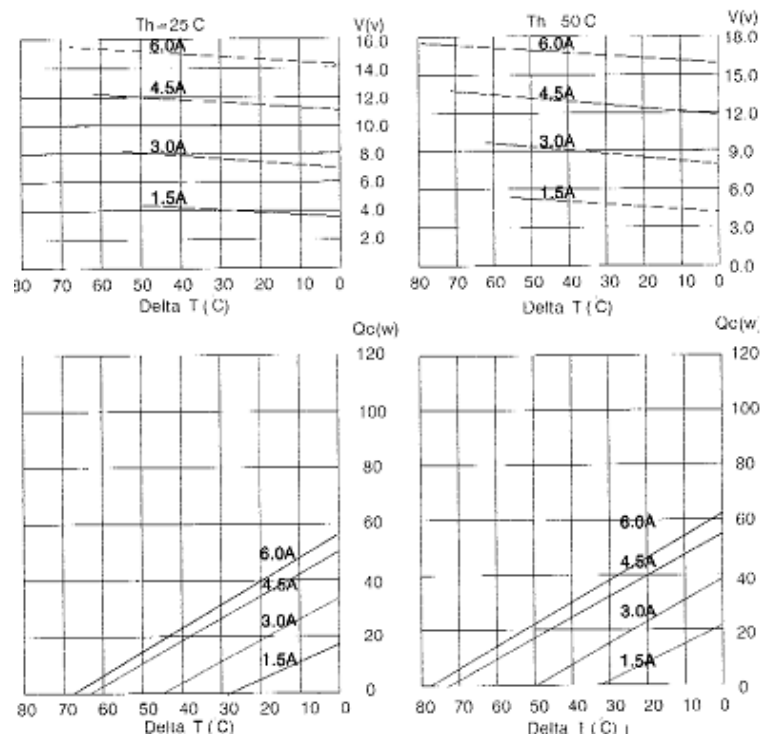 Th = 25 C
V(v)
16.0
14.0
12.0
10.0
8.0
6.0
4.0
2.0
6.0A
4.5A
3.0A
1.5A
80 70 60 50 40 30 20 10 0
Delta T ( C)
Th 50 C
V(v)
18.0
15.0
12.0
9.0
6.0
3.0
0.0
6.0A
4.5A
3.0A
1.5A
80 70 60 50 40 30 20 10 0
Delta T ( C)
Qc(w)
120
100
80
60
40
20
0
6.0A
4.5A
3.0A
1.5A
80 70 60 50 40 30 20 10 0
Delta T ( C)
Qc(w)
120
100
80
60
40
20
0
6.0A
4.5A
3.0A
1.5A
80 70 60 50 40 30 20 10 0
Delta T ( C)